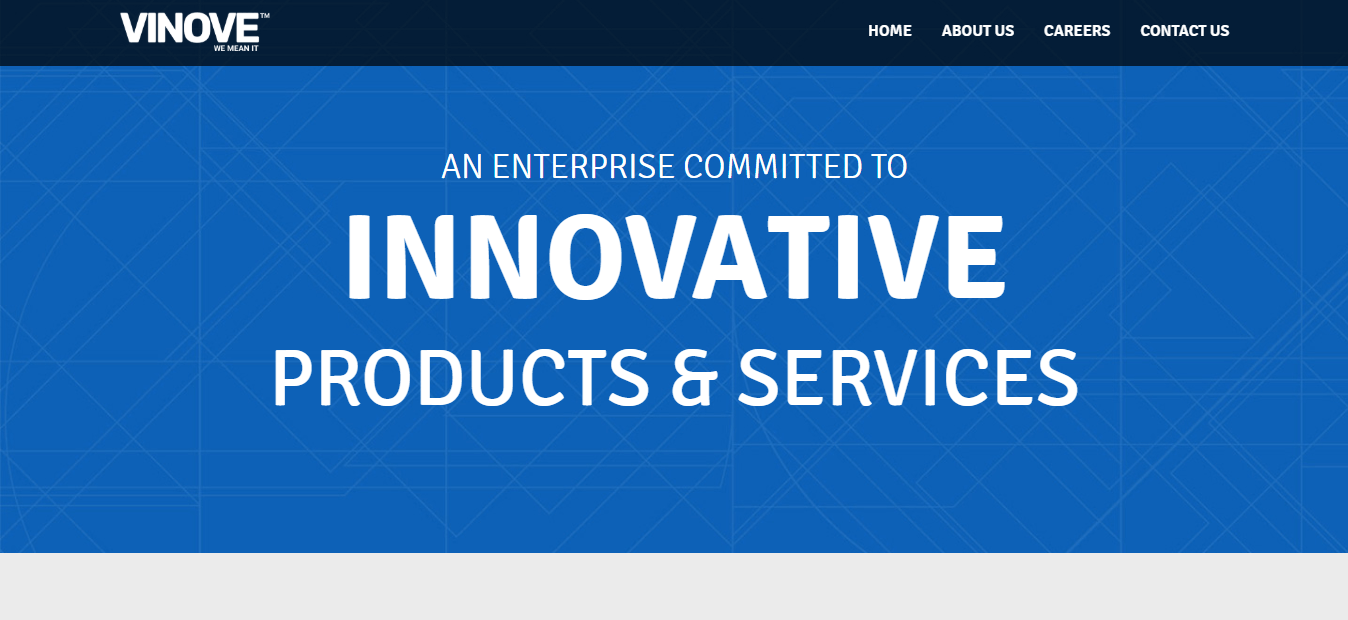 VINOVE™
WE MEAN IT
HOME ABOUT US CAREERS CONTACT US
AN ENTERPRISE COMMITTED TO
INNOVATIVE
PRODUCTS & SERVICES